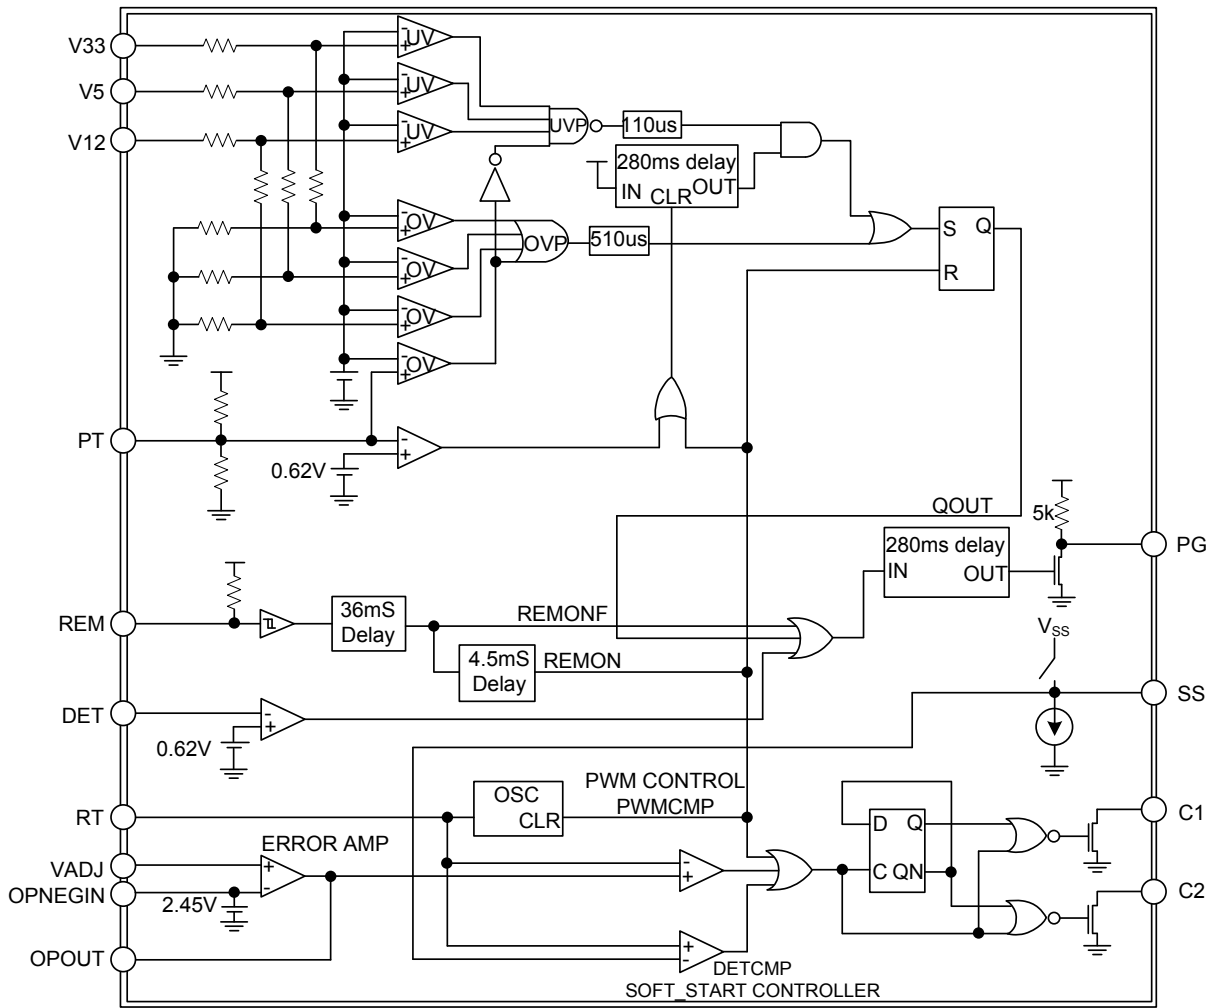 V33
UV
V5
UV
V12
UV
UVP
110us
280ms delay
IN
CLR
OUT
OV
OVP
510us
OV
OV
OV
S
Q
R
PT
0.62V
QOUT
5k
280ms delay
IN
OUT
PG
REM
36mS
Delay
REMONF
4.5mS
Delay
REMON
VSS
SS
DET
0.62V
RT
OSC
CLR
PWM CONTROL
PWMCMP
D
Q
C
QN
C1
ERROR AMP
VADJ
OPNEGIN
2.45V
C2
OPOUT
DETCMP
SOFT_START CONTROLLER
- + - + - + - + - + - + - + - + - + + - - + + -